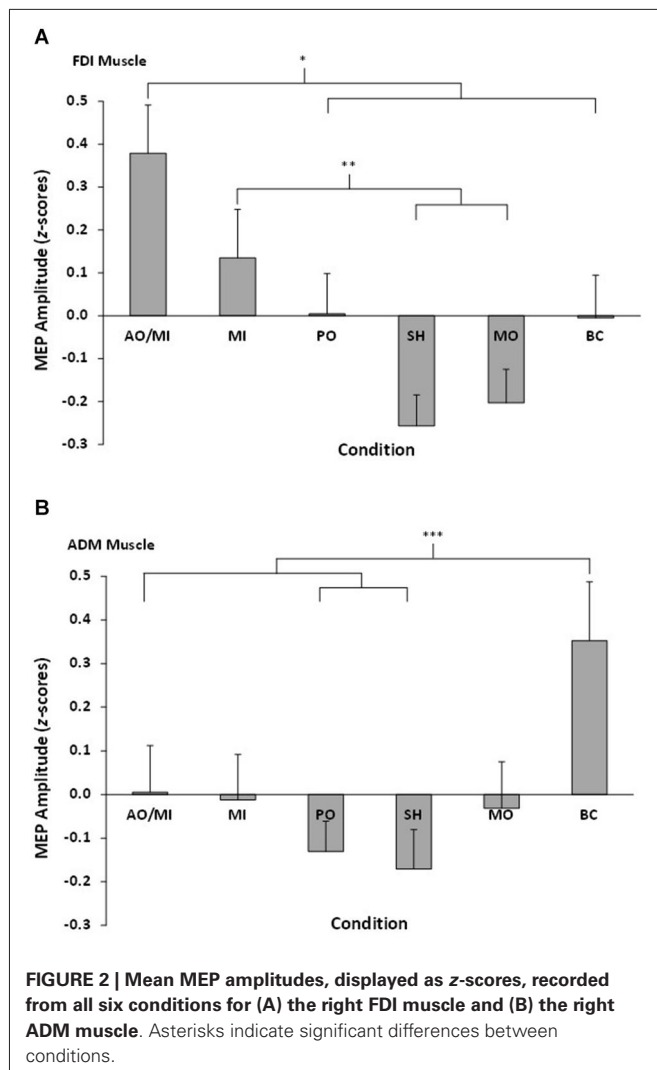 A
FDI Muscle
*
**
0.5
0.4
0.3
0.2
0.1
0.0
-0.1
-0.2
-0.3
MEP Amplitude (z-scores)
AO/MI MI PO SH MO BC
Condition
B
ADM Muscle
***
0.5
0.4
0.3
0.2
0.1
0.0
-0.1
-0.2
-0.3
MEP Amplitude (z-scores)
AO/MI MI PO SH MO BC
Condition
FIGURE 2 | Mean MEP amplitudes, displayed as z-scores, recorded
from all six conditions for (A) the right FDI muscle and (B) the right
ADM muscle. Asterisks indicate significant differences between
conditions.